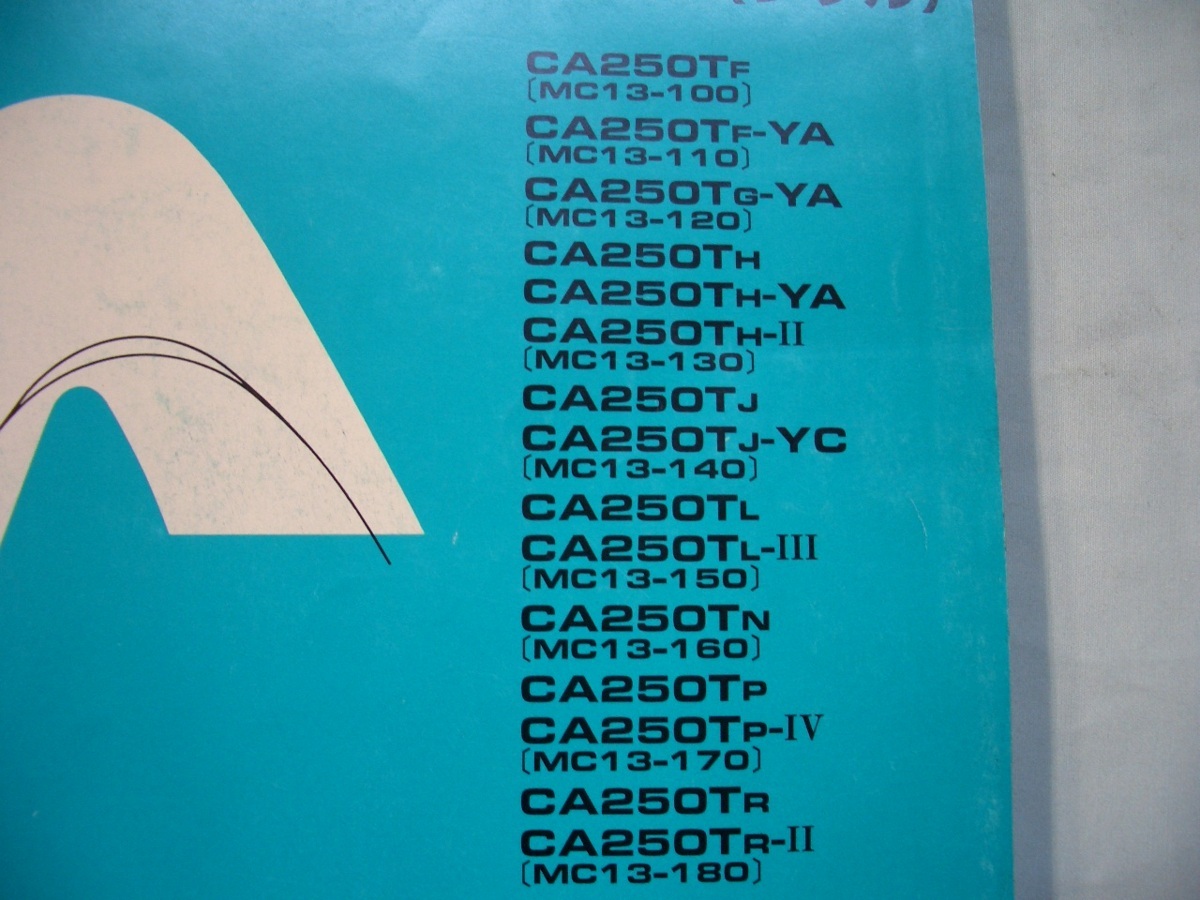 CA250TF
〔MC13-100〕
CA250TF-YA
〔MC13-110〕
CA250TG-YA
〔MC13-120〕
CA250TH
CA250TH-YA
CA250TH-II
〔MC13-130〕
CA250TJ
CA250TJ-YC
〔MC13-140〕
CA250TL
CA250TL-III
〔MC13-150〕
CA250TN
〔MC13-160〕
CA250TP
CA250TP-IV
〔MC13-170〕
CA250TR
CA250TR-II
〔MC13-180〕